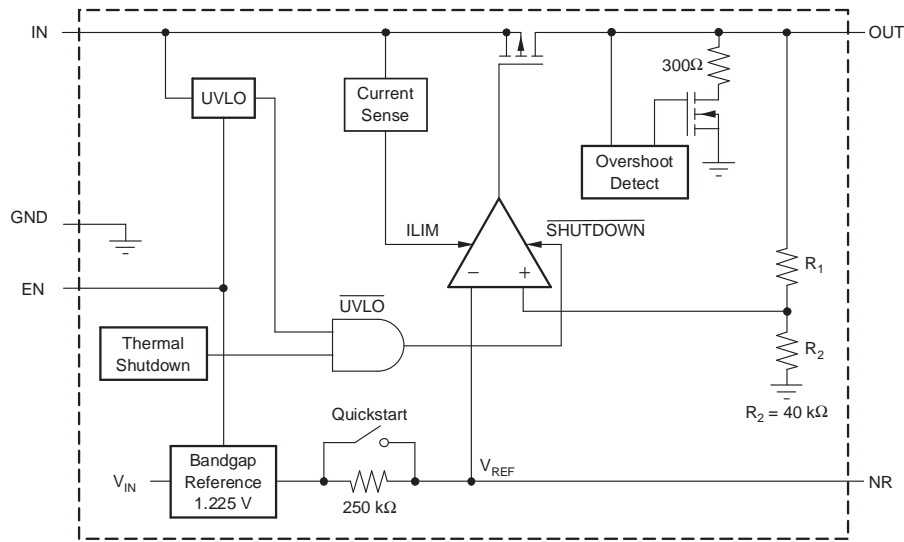 IN
OUT
300Ω
UVLO
Current
Sense
Overshoot
Detect
GND
ILIM
SHUTDOWN
− +
R1
EN
UVLO
Thermal
Shutdown
R2
R2 = 40 kΩ
Quickstart
VIN
Bandgap
Reference
1.225 V
250 kΩ
VREF
NR